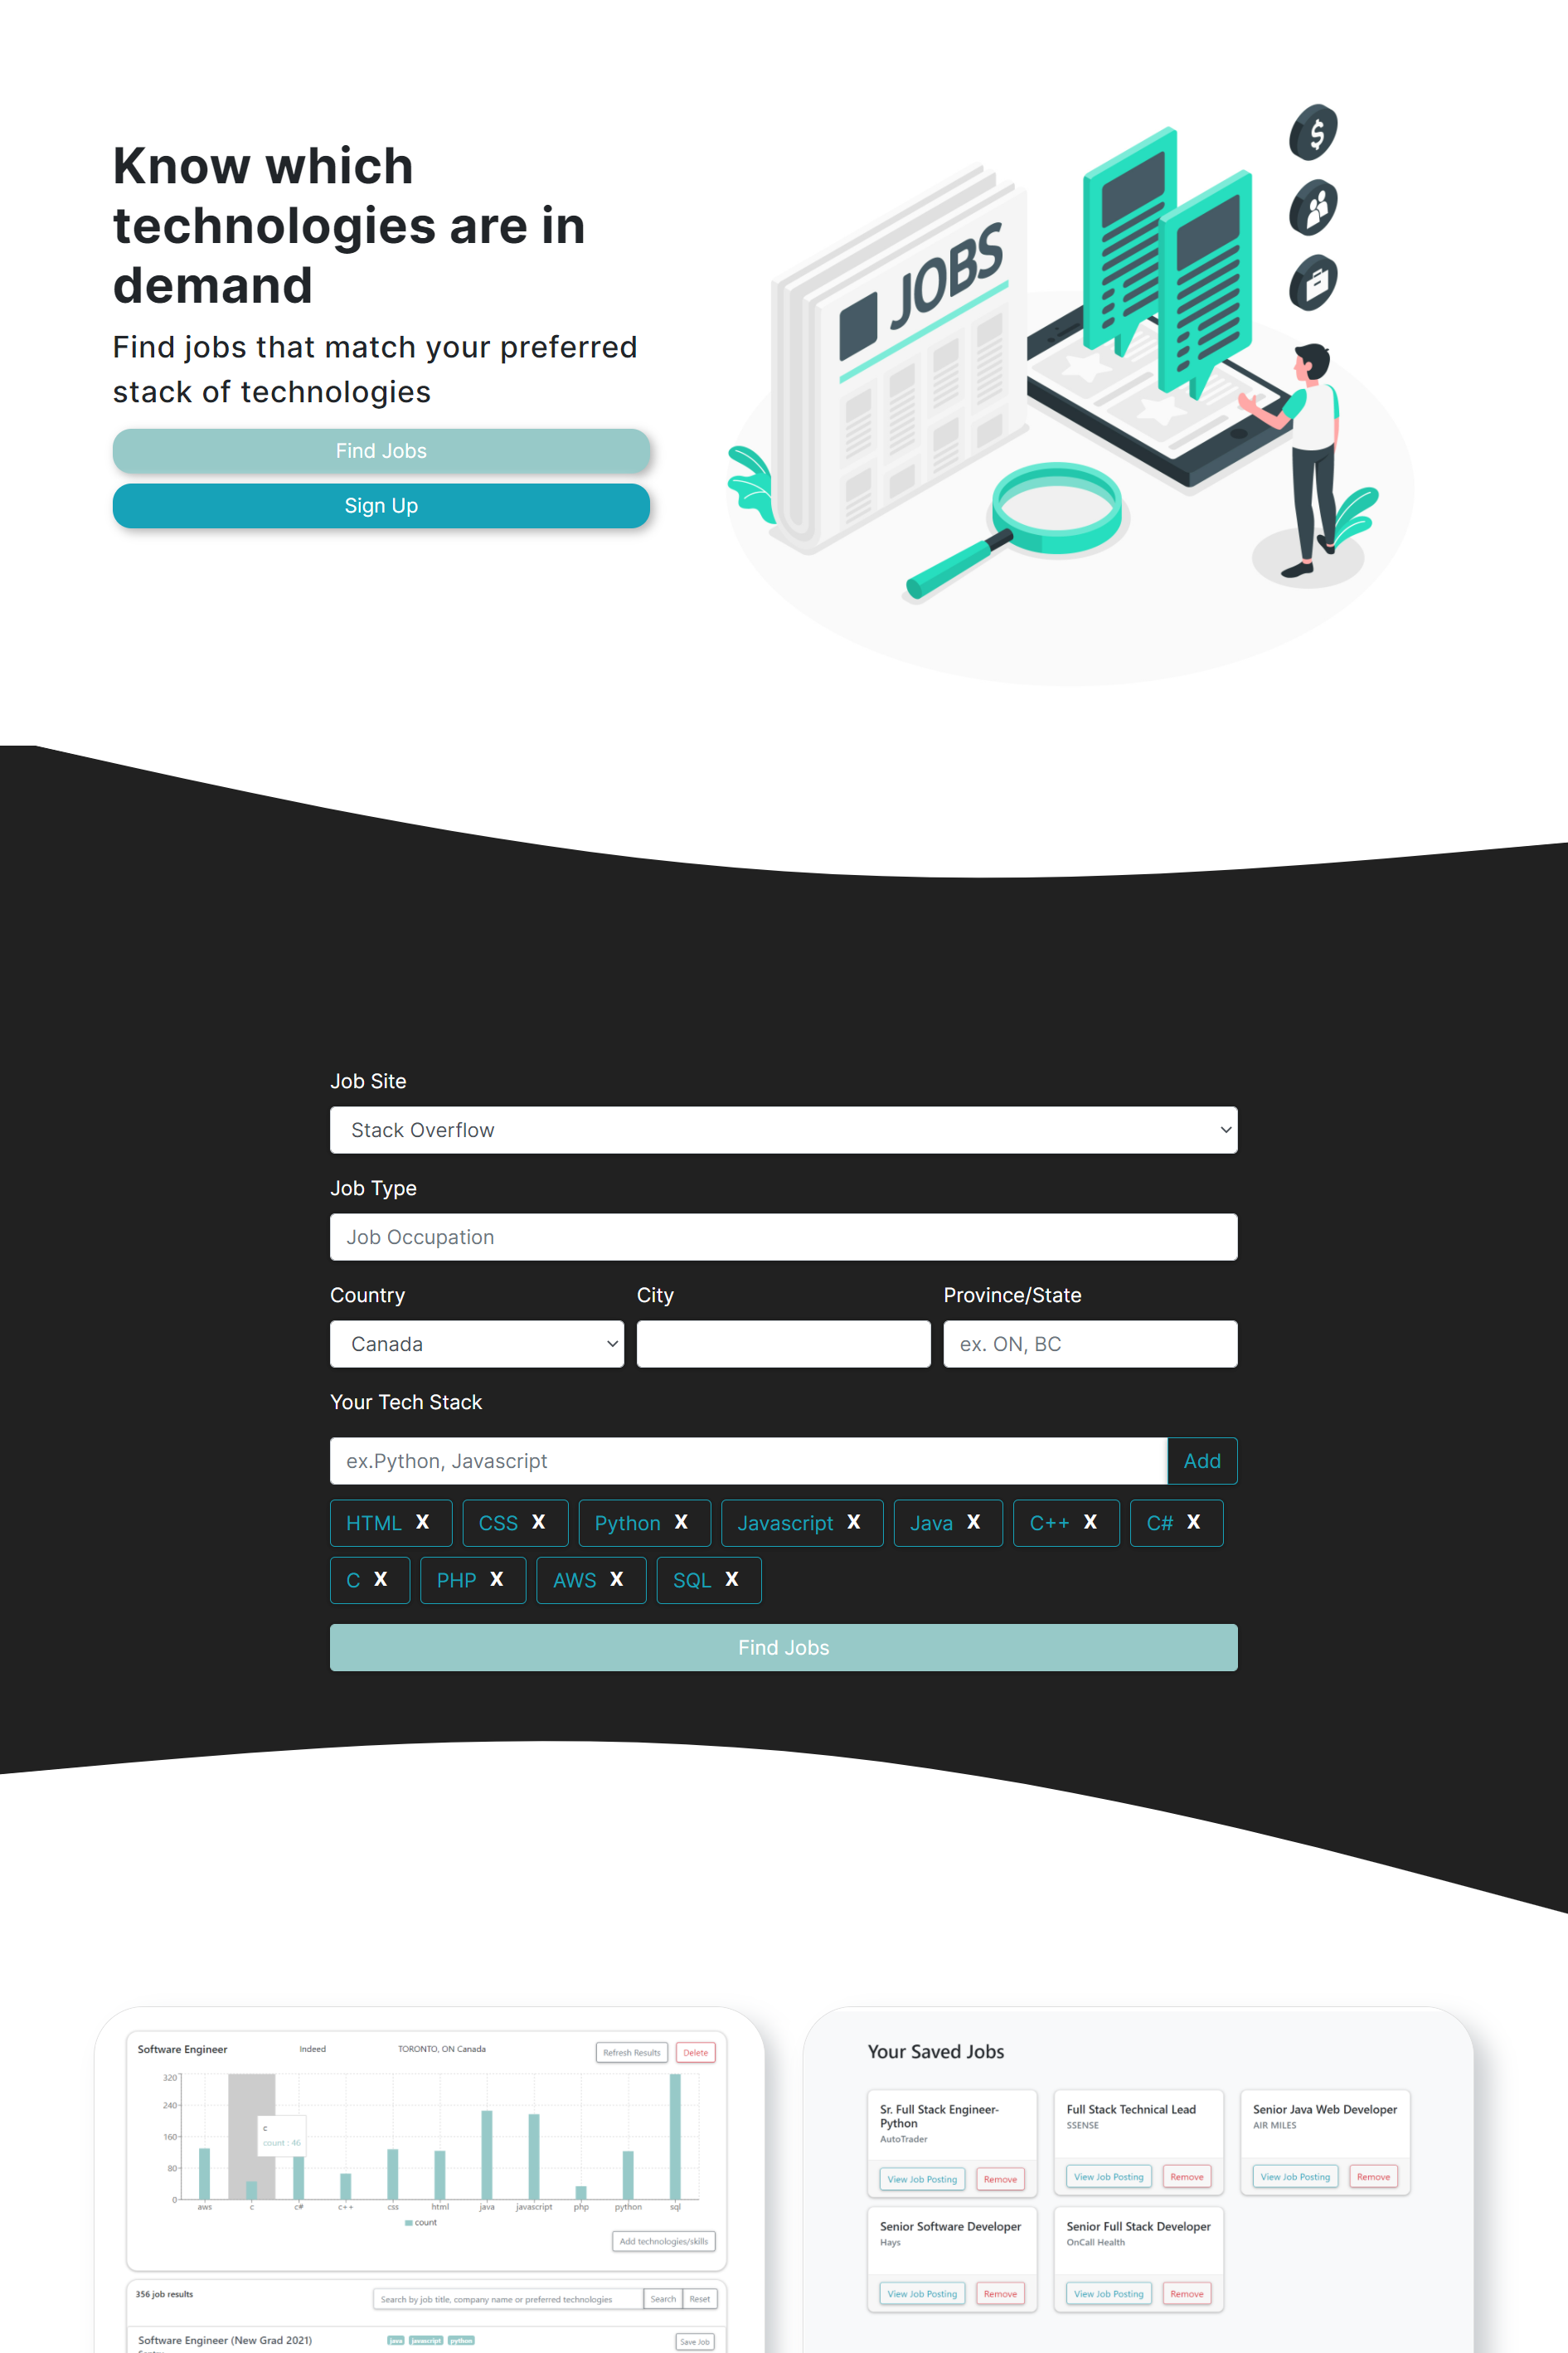 Know which
technologies are in
demand
Find jobs that match your preferred
stack of technologies
Find Jobs
Sign Up
JOBS
$
Job Site
Stack Overflow
Job Type
Job Occupation
Country City Province/State
Canada ex. ON, BC
Your Tech Stack
ex.Python, Javascript Add
HTML X CSS X Python X Javascript X Java X C++ X C# X
C X PHP X AWS X SQL X
Find Jobs
Software Engineer Indeed TORONTO, ON Canada Refresh Results Delete
320
240
160
80
0
c
count : 46
aws c c# c++ css html java javascript php python sql
count
Add technologies/skills
356 job results Search by job title, company name or preferred technologies Search Reset
Software Engineer (New Grad 2021) java javascript python Save Job
Your Saved Jobs
Sr. Full Stack Engineer-
Python
AutoTrader
View Job Posting Remove
Full Stack Technical Lead
SSENSE
View Job Posting Remove
Senior Java Web Developer
AIR MILES
View Job Posting Remove
Senior Software Developer
Hays
View Job Posting Remove
Senior Full Stack Developer
OnCall Health
View Job Posting Remove